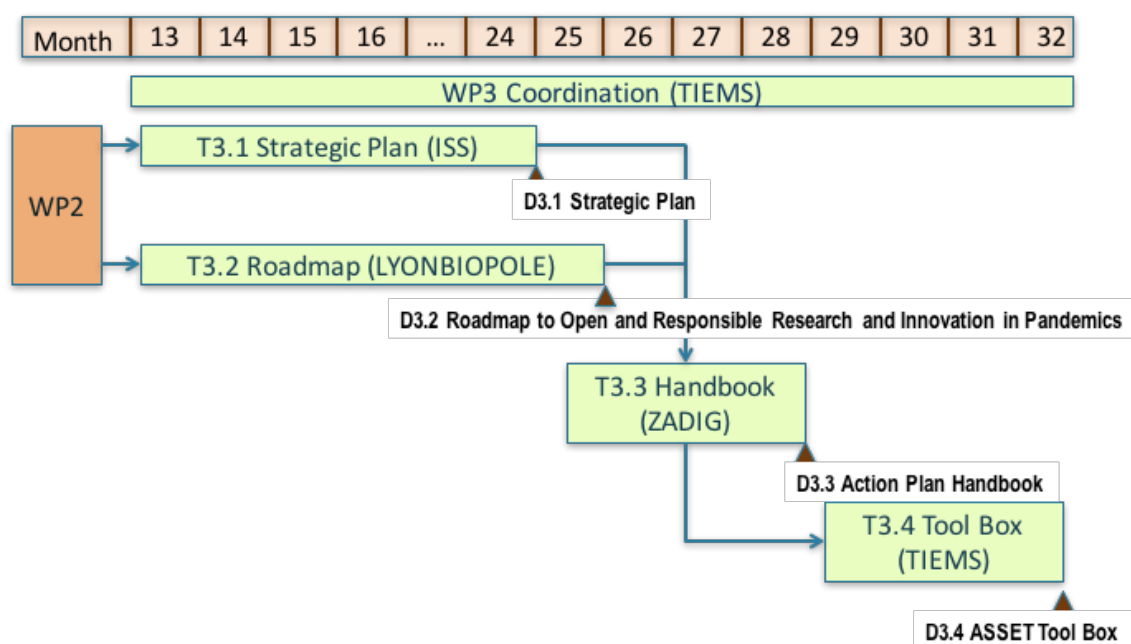 Month 13 14 15 16 ... 24 25 26 27 28 29 30 31 32
WP3 Coordination (TIEMS)
WP2
T3.1 Strategic Plan (ISS)
D3.1 Strategic Plan
T3.2 Roadmap (LYONBIOPOLE)
D3.2 Roadmap to Open and Responsible Research and Innovation in Pandemics
T3.3 Handbook
(ZADIG)
D3.3 Action Plan Handbook
T3.4 Tool Box
(TIEMS)
D3.4 ASSET Tool Box